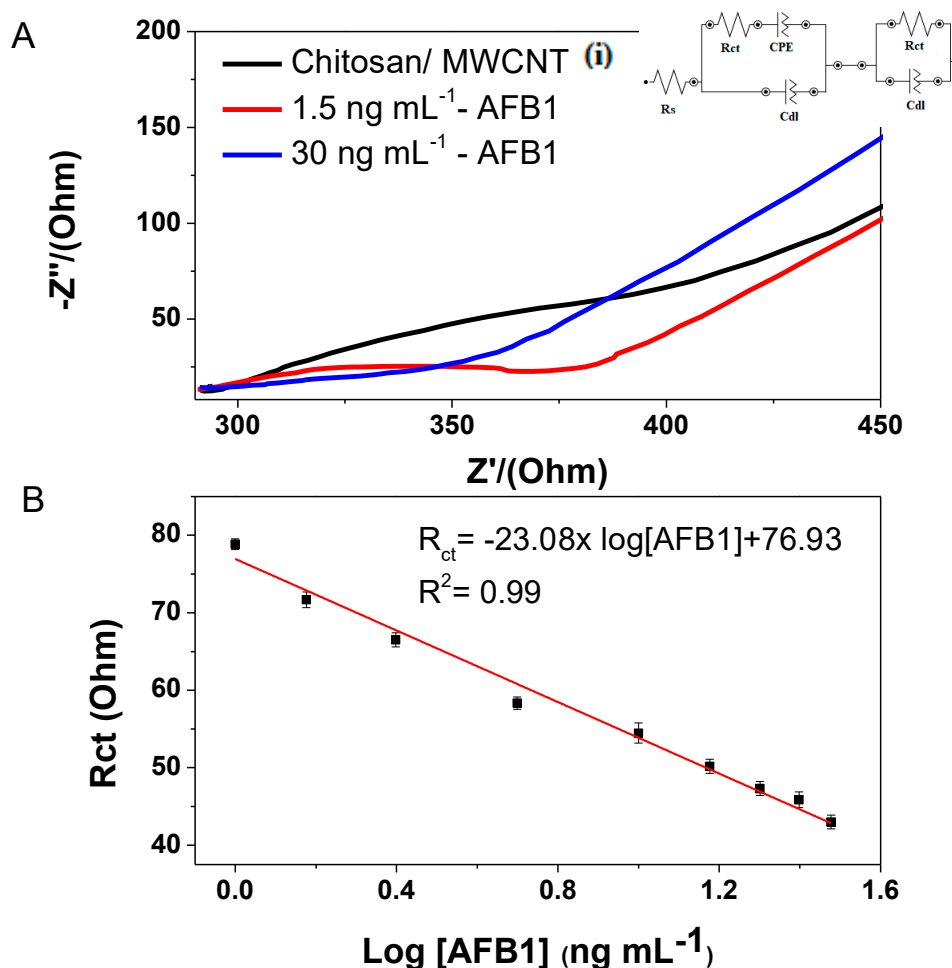 A
200
150
100
50
-Z"/(Ohm)
Chitosan/ MWCNT (i)
1.5 ng mL⁻¹- AFB1
30 ng mL⁻¹ - AFB1
Rct CPE Rct
Rs
Cdl Cdl
300 350 400 450
Z'/(Ohm)
B
80
70
60
50
40
Rct (Ohm)
R_ct= -23.08x log[AFB1]+76.93
R²= 0.99
0.0 0.4 0.8 1.2 1.6
Log [AFB1] (ng mL⁻¹)